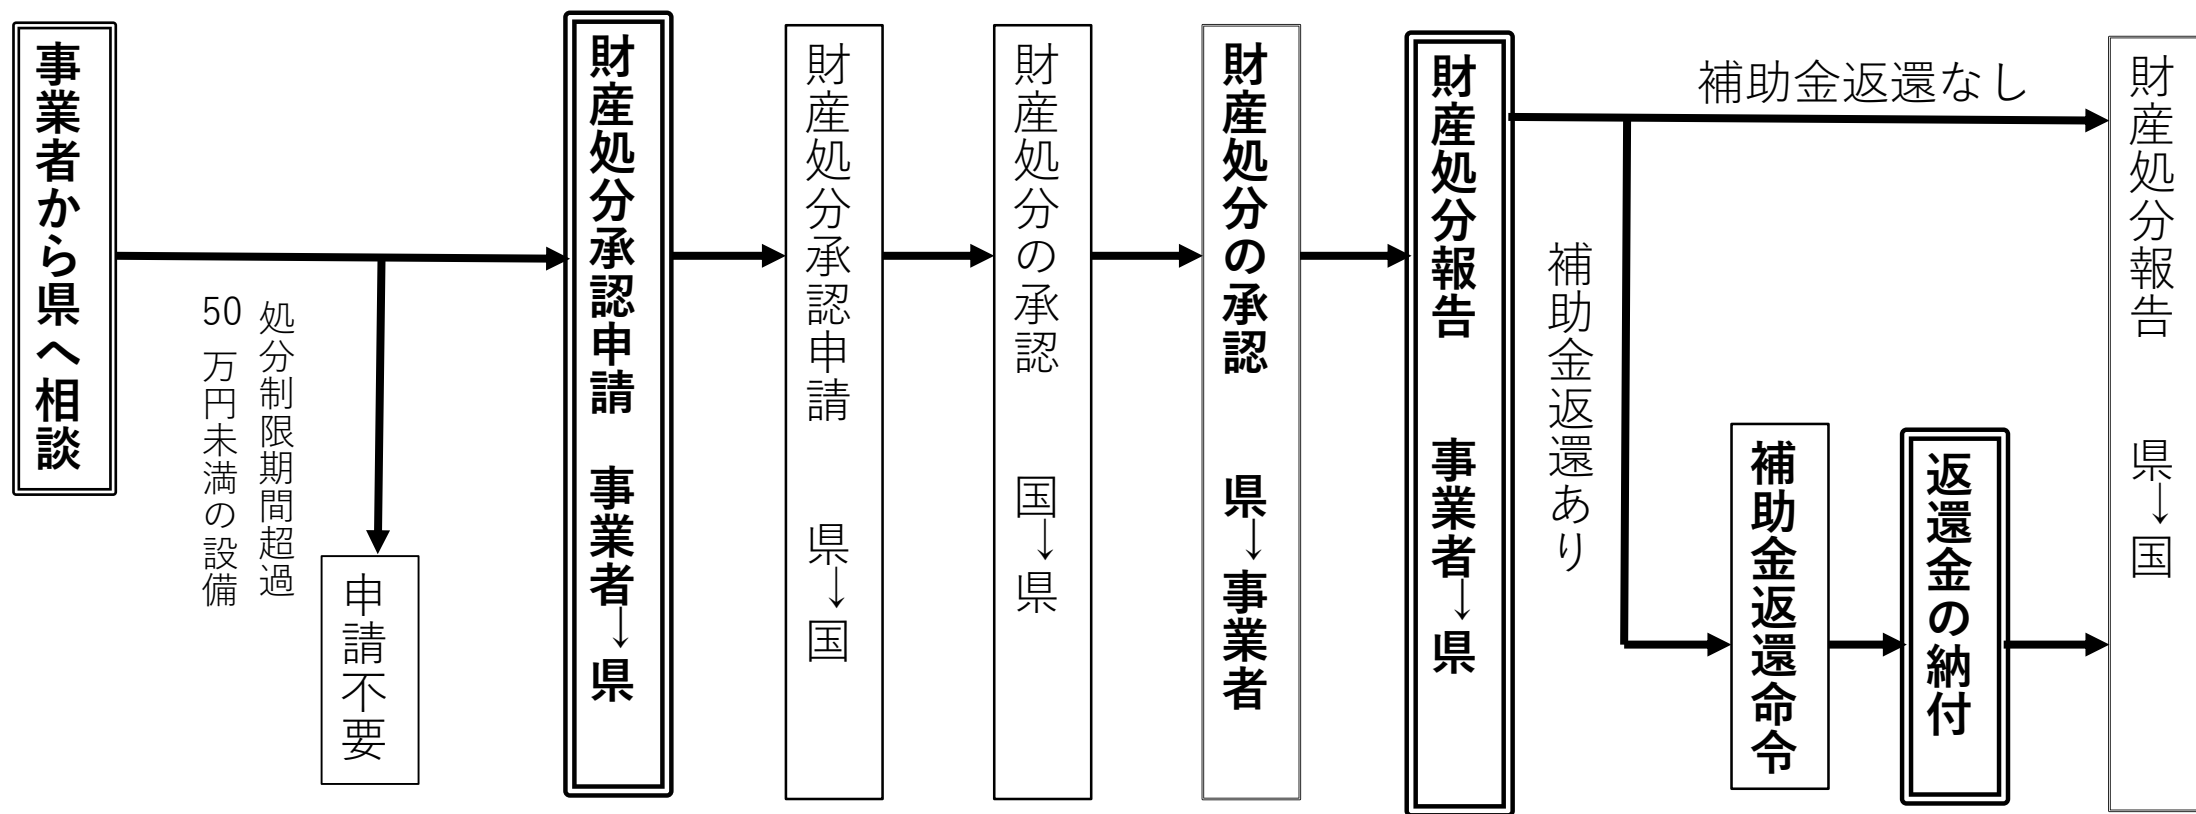 事業者から県へ相談
処分制限期間超過
50万円未満の設備
申請不要
財産処分承認申請　事業者→県
財産処分承認申請　県→国
財産処分の承認　国→県
財産処分の承認　県→事業者
財産処分報告　事業者→県
補助金返還なし
補助金返還あり
補助金返還命令
返還金の納付
財産処分報告　県→国